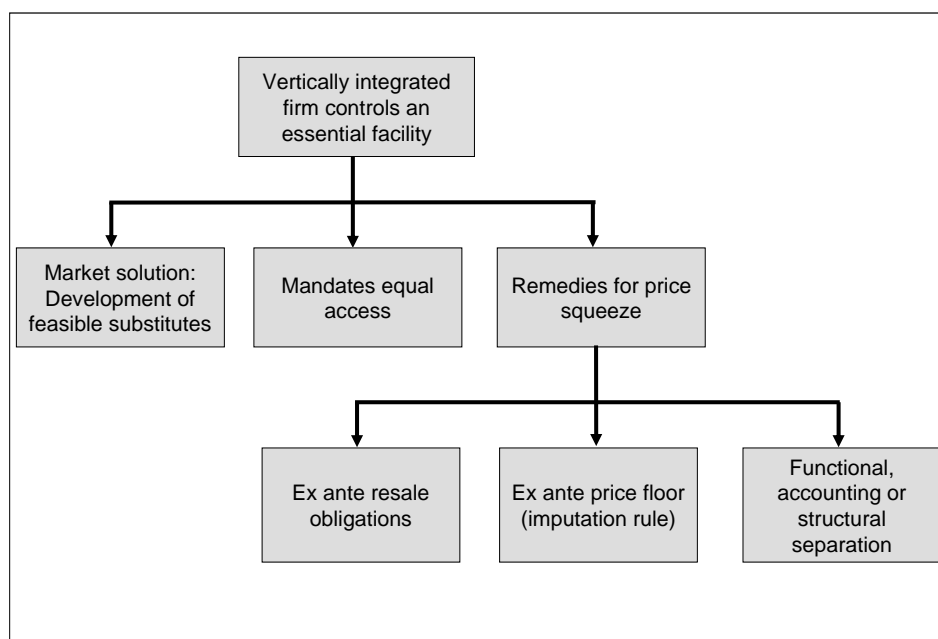 Vertically integrated
firm controls an
essential facility
Market solution:
Development of
feasible substitutes
Mandates equal
access
Remedies for price
squeeze
Ex ante resale
obligations
Ex ante price floor
(imputation rule)
Functional,
accounting or
structural
separation